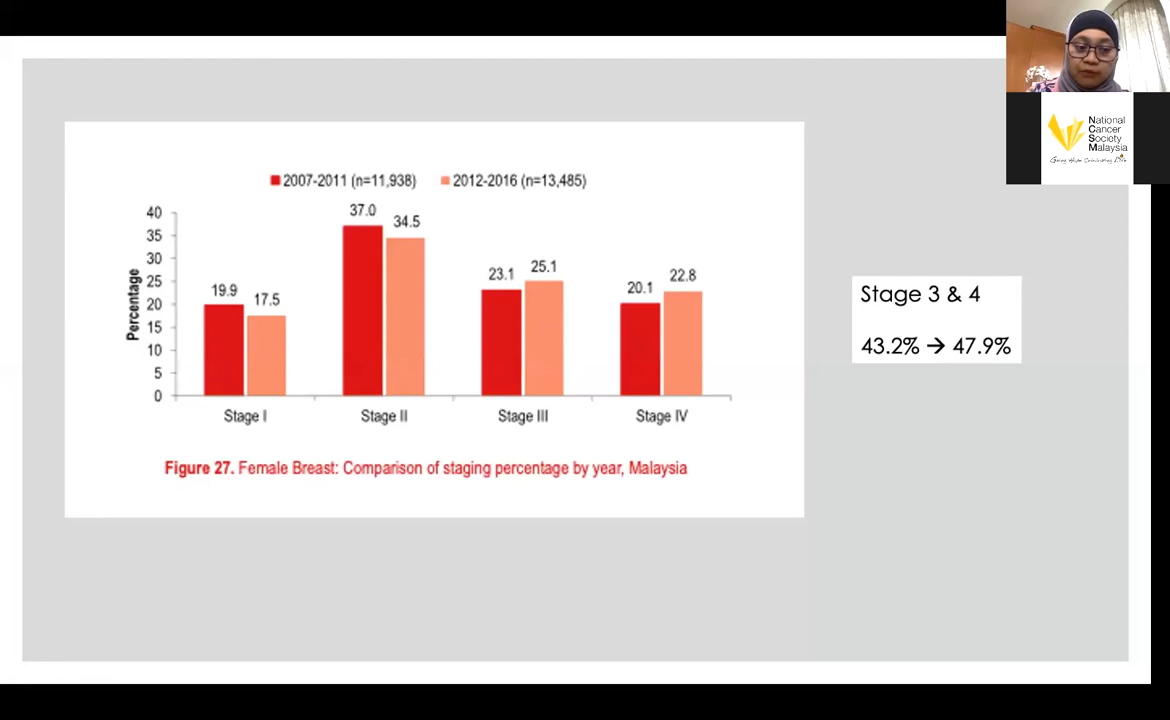 2007-2011 (n=11,938) 2012-2016 (n=13,485)
Percentage
40
35
30
25
20
15
10
5
0
19.9
17.5
37.0
34.5
23.1
25.1
20.1
22.8
Stage I Stage II Stage III Stage IV
Figure 27. Female Breast: Comparison of staging percentage by year, Malaysia
Stage 3 & 4
43.2% → 47.9%
National
Cancer
Society
Malaysia